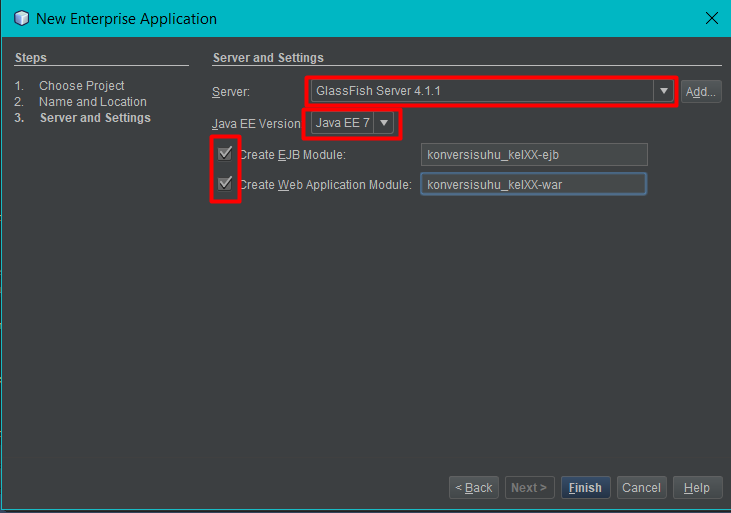 New Enterprise Application
Steps
1. Choose Project
2. Name and Location
3. Server and Settings
Server and Settings
Server: GlassFish Server 4.1.1 Add...
Java EE Version Java EE 7
Create EJB Module: konversisuhu_kelXX-ejb
Create Web Application Module: konversisuhu_kelXX-war
< Back Next > Finish Cancel Help